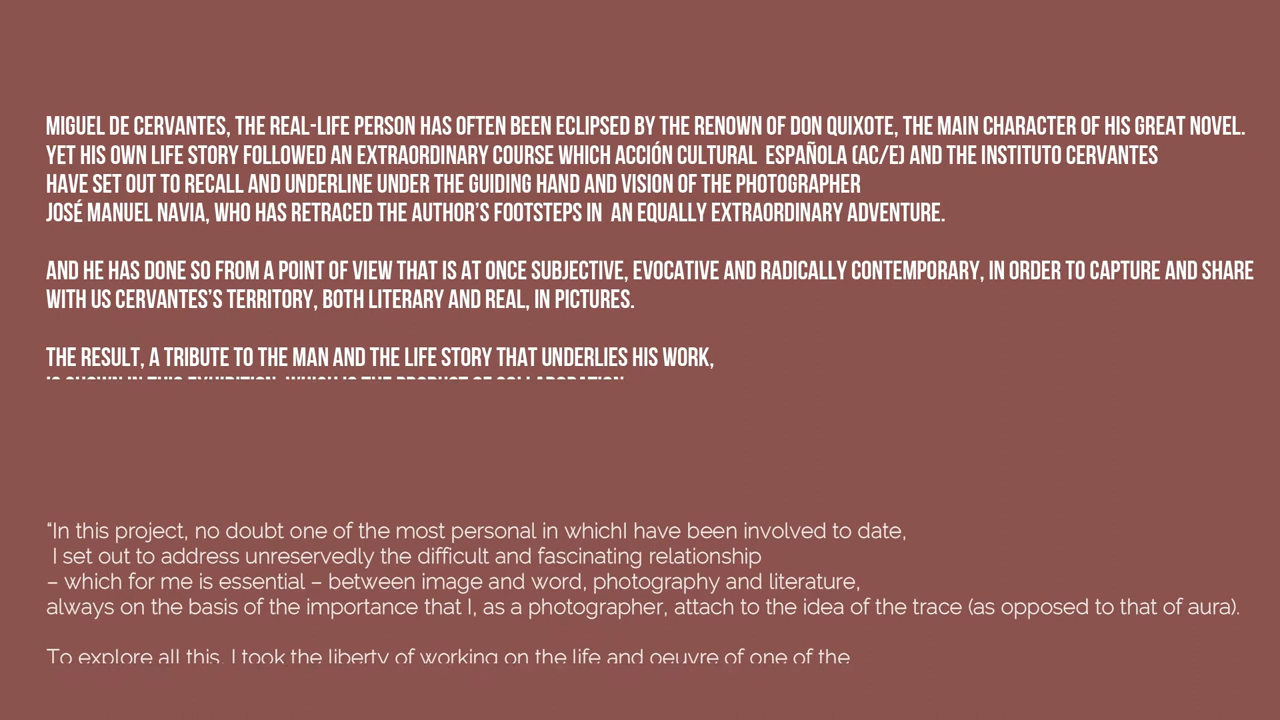 MIGUEL DE CERVANTES, THE REAL-LIFE PERSON HAS OFTEN BEEN ECLIPSED BY THE RENOWN OF DON QUIXOTE, THE MAIN CHARACTER OF HIS GREAT NOVEL.
YET HIS OWN LIFE STORY FOLLOWED AN EXTRAORDINARY COURSE WHICH ACCIÓN CULTURAL ESPAÑOLA (AC/E) AND THE INSTITUTO CERVANTES
HAVE SET OUT TO RECALL AND UNDERLINE UNDER THE GUIDING HAND AND VISION OF THE PHOTOGRAPHER
JOSÉ MANUEL NAVIA, WHO HAS RETRACED THE AUTHOR'S FOOTSTEPS IN AN EQUALLY EXTRAORDINARY ADVENTURE.
AND HE HAS DONE SO FROM A POINT OF VIEW THAT IS AT ONCE SUBJECTIVE, EVOCATIVE AND RADICALLY CONTEMPORARY, IN ORDER TO CAPTURE AND SHARE
WITH US CERVANTES'S TERRITORY, BOTH LITERARY AND REAL, IN PICTURES.
THE RESULT, A TRIBUTE TO THE MAN AND THE LIFE STORY THAT UNDERLIES HIS WORK,
“In this project, no doubt one of the most personal in whichI have been involved to date,
I set out to address unreservedly the difficult and fascinating relationship
– which for me is essential – between image and word, photography and literature,
always on the basis of the importance that I, as a photographer, attach to the idea of the trace (as opposed to that of aura).
To explore all this, I took the liberty of working on the life and oeuvre of one of the